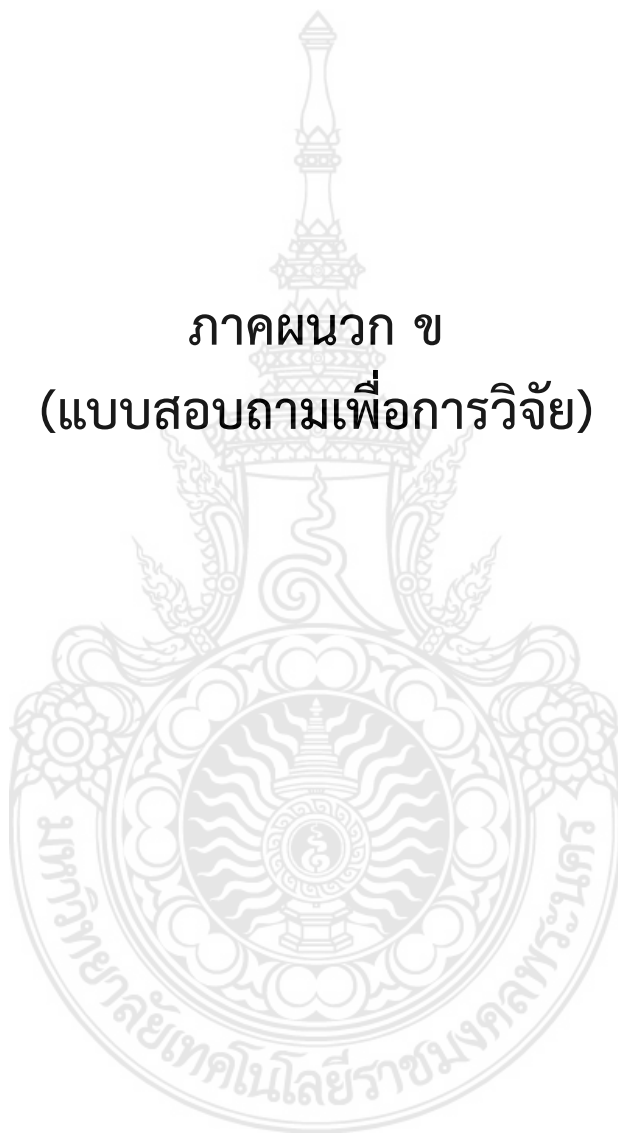 ภาคผนวก ข
(แบบสอบถามเพื่อการวิจัย)
มหาวิทยาลัยเทคโนโลยีราชมงคลพระนคร